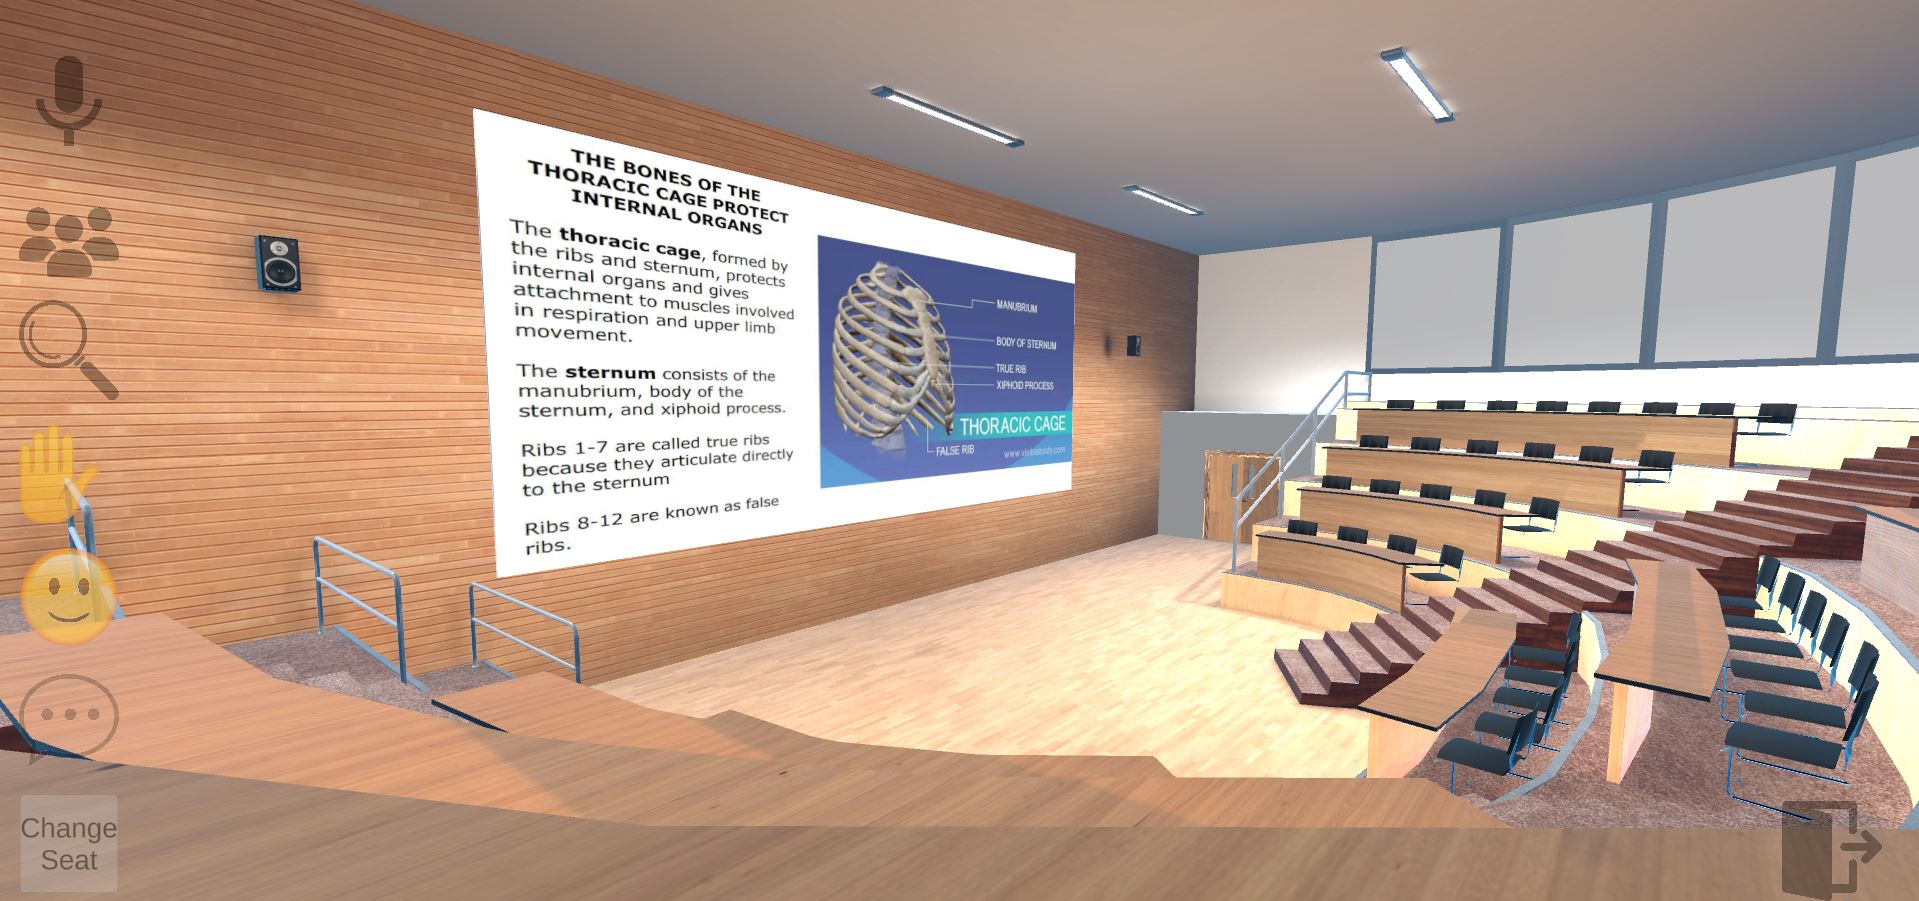 THE BONES OF THE
THORACIC CAGE PROTECT
INTERNAL ORGANS
The thoracic cage, formed by
the ribs and sternum, protects
internal organs and gives
attachment to muscles involved
in respiration and upper limb
movement.
The sternum consists of the
manubrium, body of the
sternum, and xiphoid process.
Ribs 1-7 are called true ribs
because they articulate directly
to the sternum
Ribs 8-12 are known as false
ribs.
MANUBRIUM
BODY OF STERNUM
TRUE RIB
XIPHOID PROCESS
THORACIC CAGE
FALSE RIB
www.visiblebody.com
Change
Seat